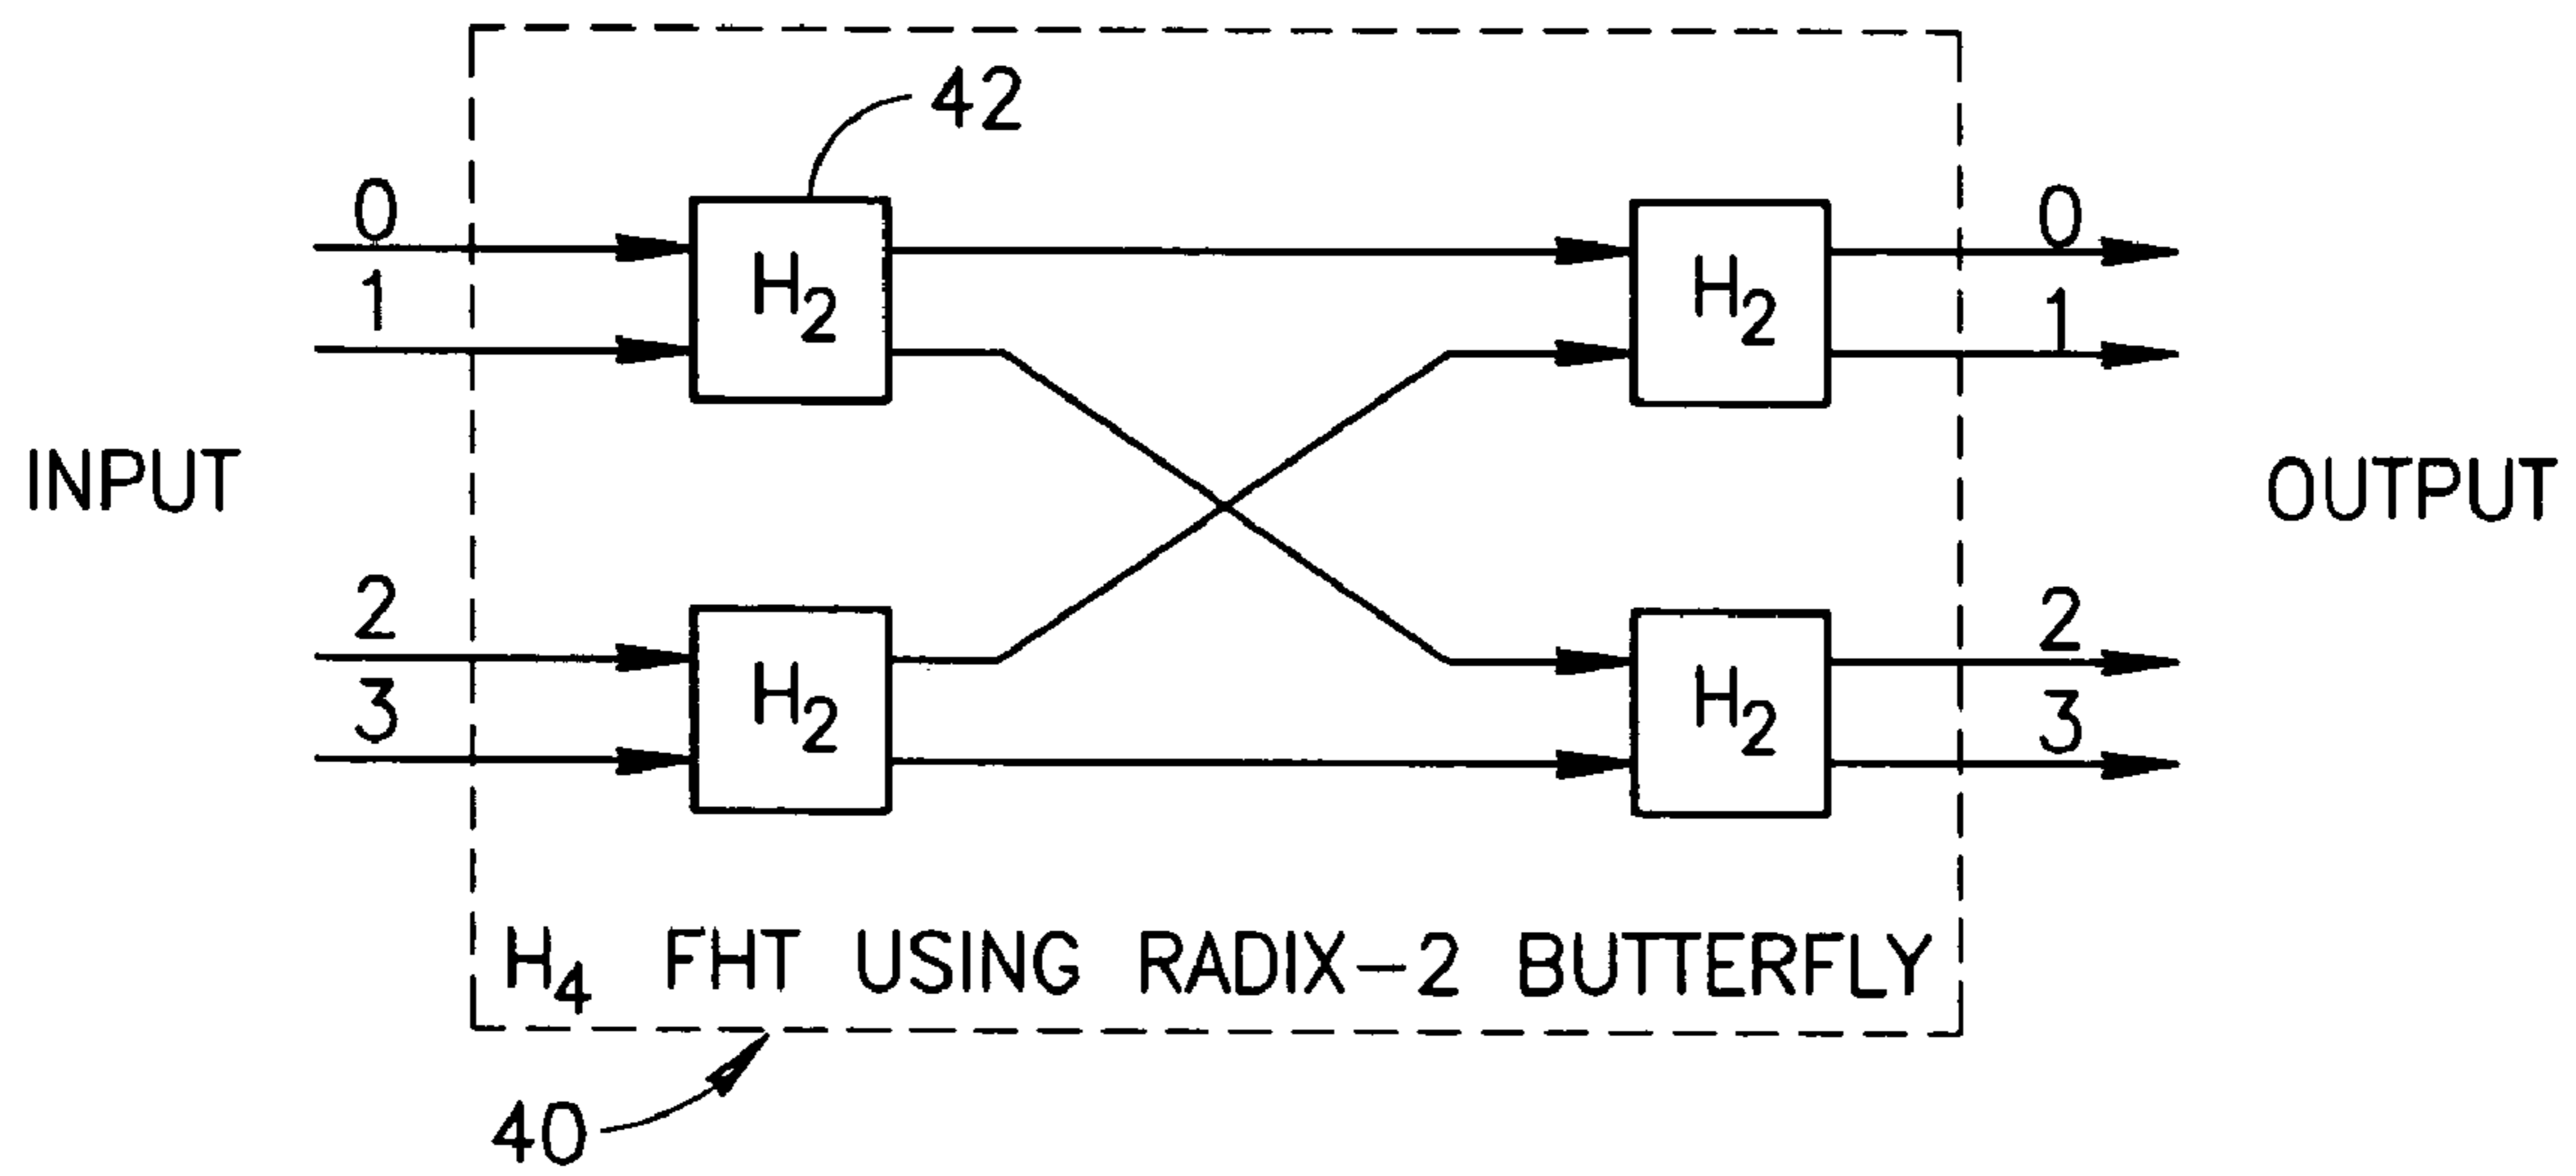 42
0
1
H2
H2
0
1
INPUT
OUTPUT
2
3
H2
H2
2
3
H4 FHT USING RADIX-2 BUTTERFLY
40